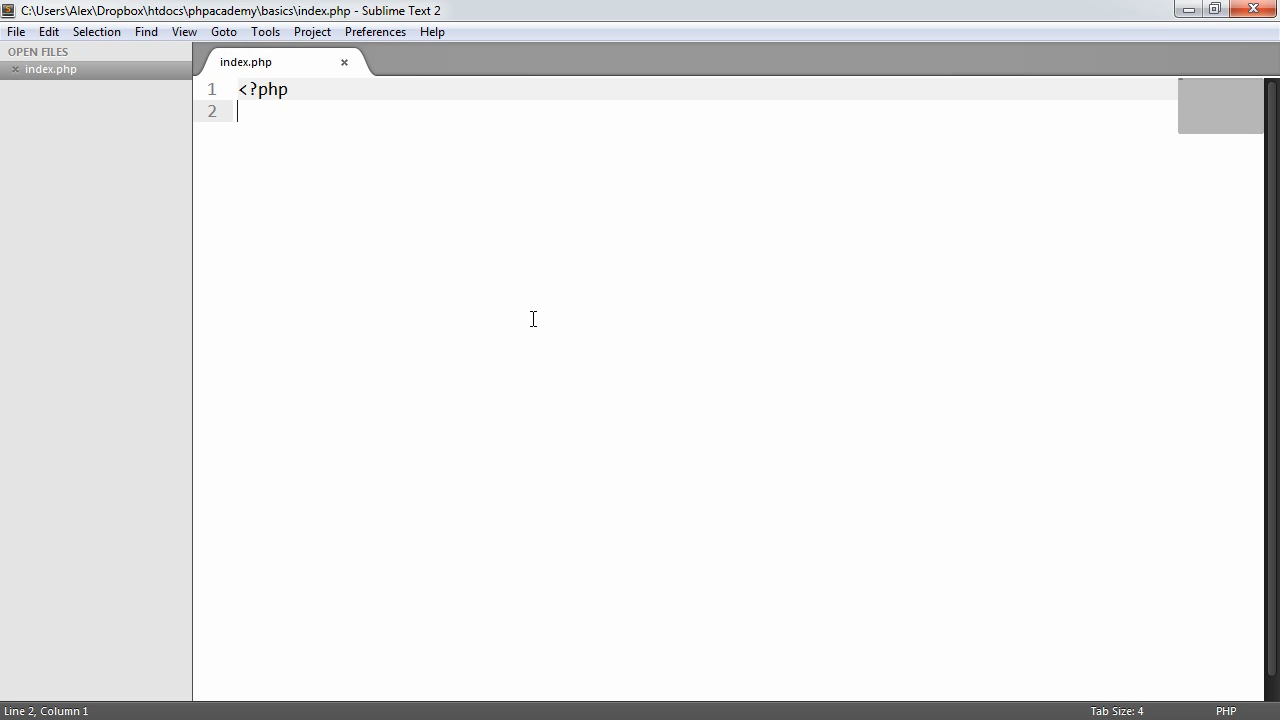 C:\Users\Alex\Dropbox\htdocs\phpacademy\basics\index.php - Sublime Text 2
File Edit Selection Find View Goto Tools Project Preferences Help
OPEN FILES
index.php
index.php
1 <?php
2
Line 2, Column 1 Tab Size: 4 PHP